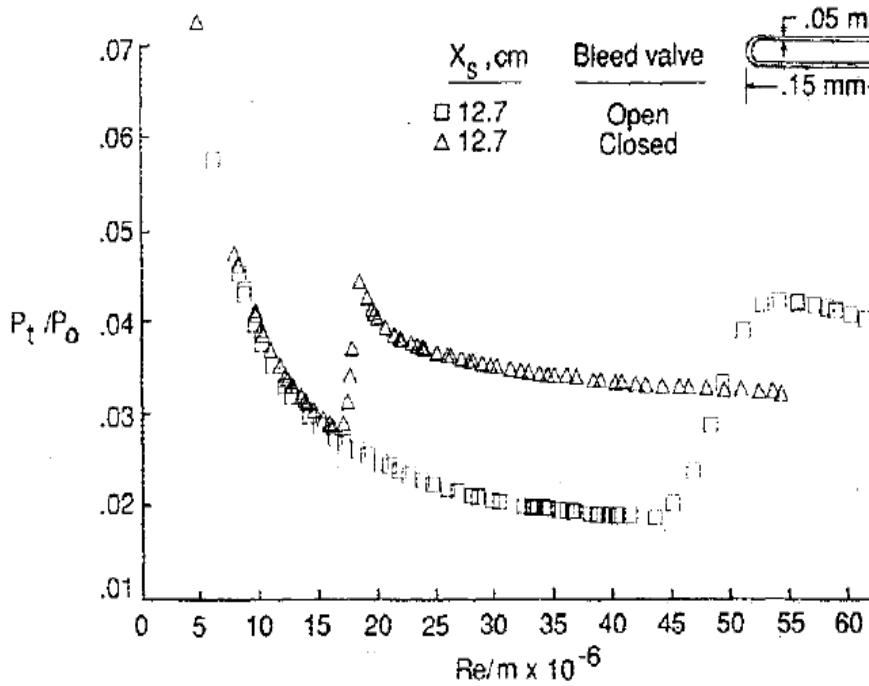 .05 m
X_s ,cm Bleed valve
.15 mm
□ 12.7 Open
△ 12.7 Closed
P_t /P_o
.07
.06
.05
.04
.03
.02
.01
0 5 10 15 20 25 30 35 40 45 50 55 60
Re/m x 10^-6